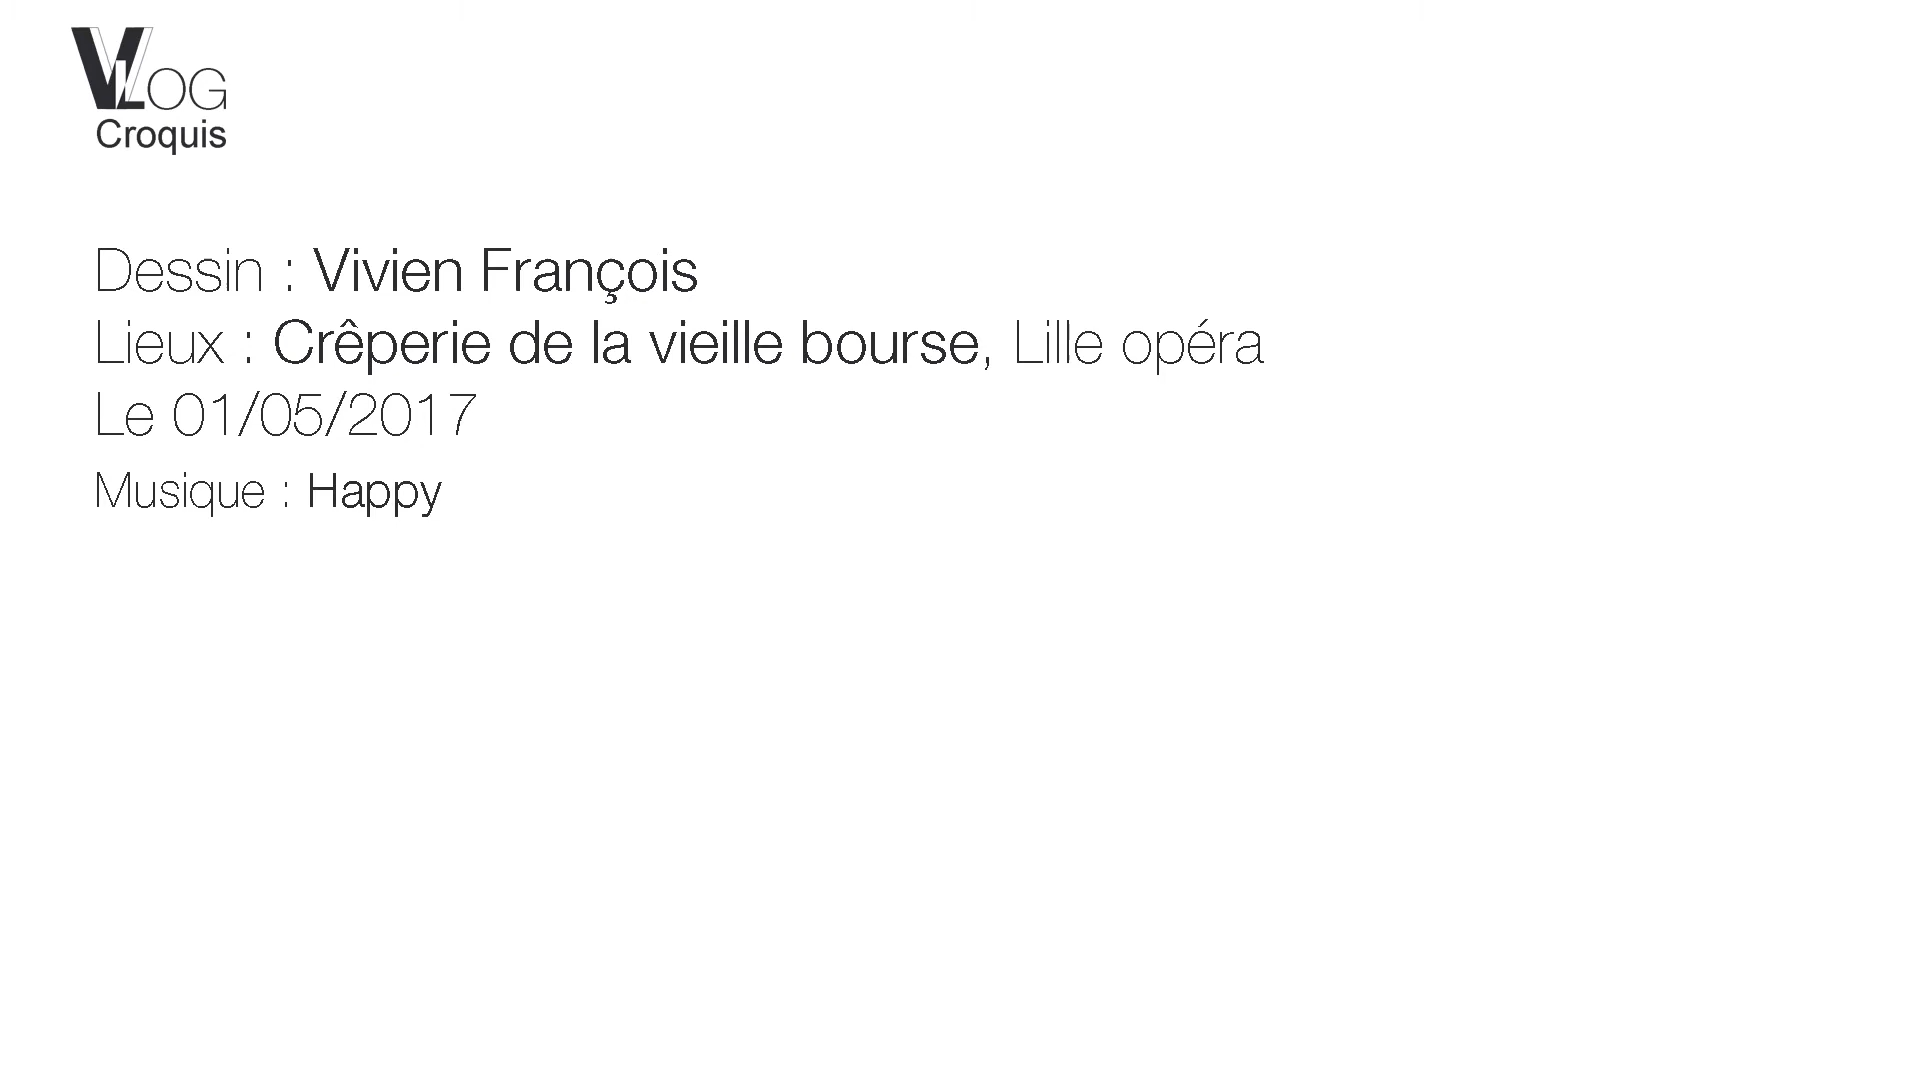 VLOG
Croquis
Dessin : Vivien François
Lieux : Crêperie de la vieille bourse, Lille opéra
Le 01/05/2017
Musique : Happy